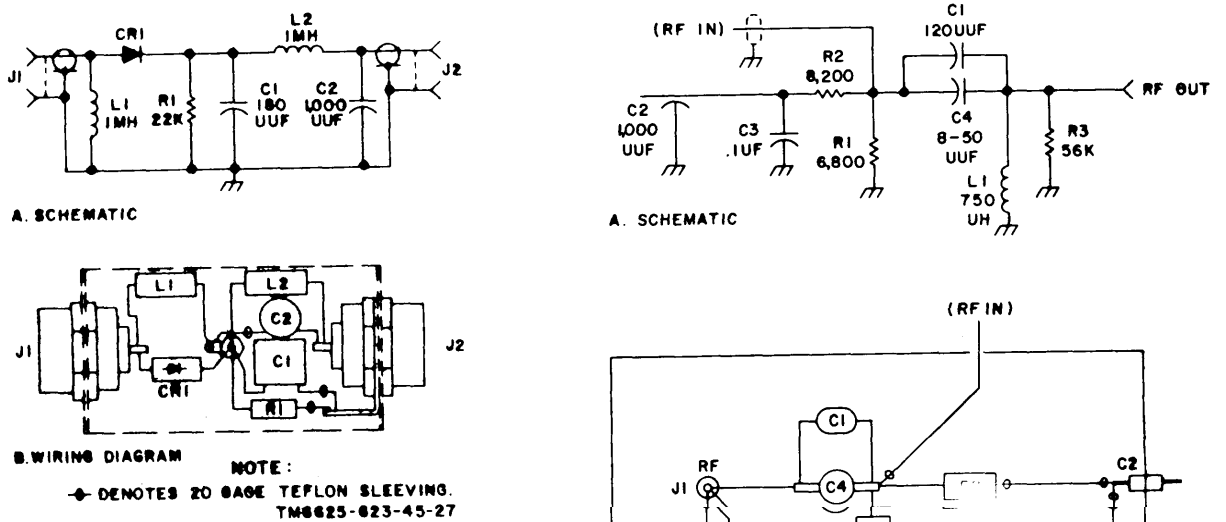 L2
1MH
CR1
J1
J2
L1
1MH
R1
22K
C1
180
UUF
C2
1,000
UUF
A. SCHEMATIC
L1
L2
C2
C1
J1
J2
CR1
R1
B. WIRING DIAGRAM
NOTE:
DENOTES 20 GAGE TEFLON SLEEVING.
TM6625-623-45-27
C1
120UUF
(RF IN)
R2
8,200
RF OUT
C2
1,000
UUF
C3
.1UF
R1
6,800
C4
8-50
UUF
R3
56K
L1
750
UH
A. SCHEMATIC
(RF IN)
C1
RF
J1
C4
C2